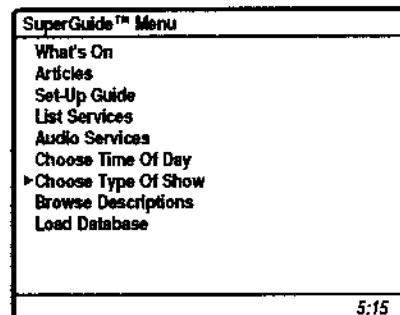 SuperGuide™ Menu
What's On
Articles
Set-Up Guide
List Services
Audio Services
Choose Time Of Day
▸Choose Type Of Show
Browse Descriptions
Load Database
5:15